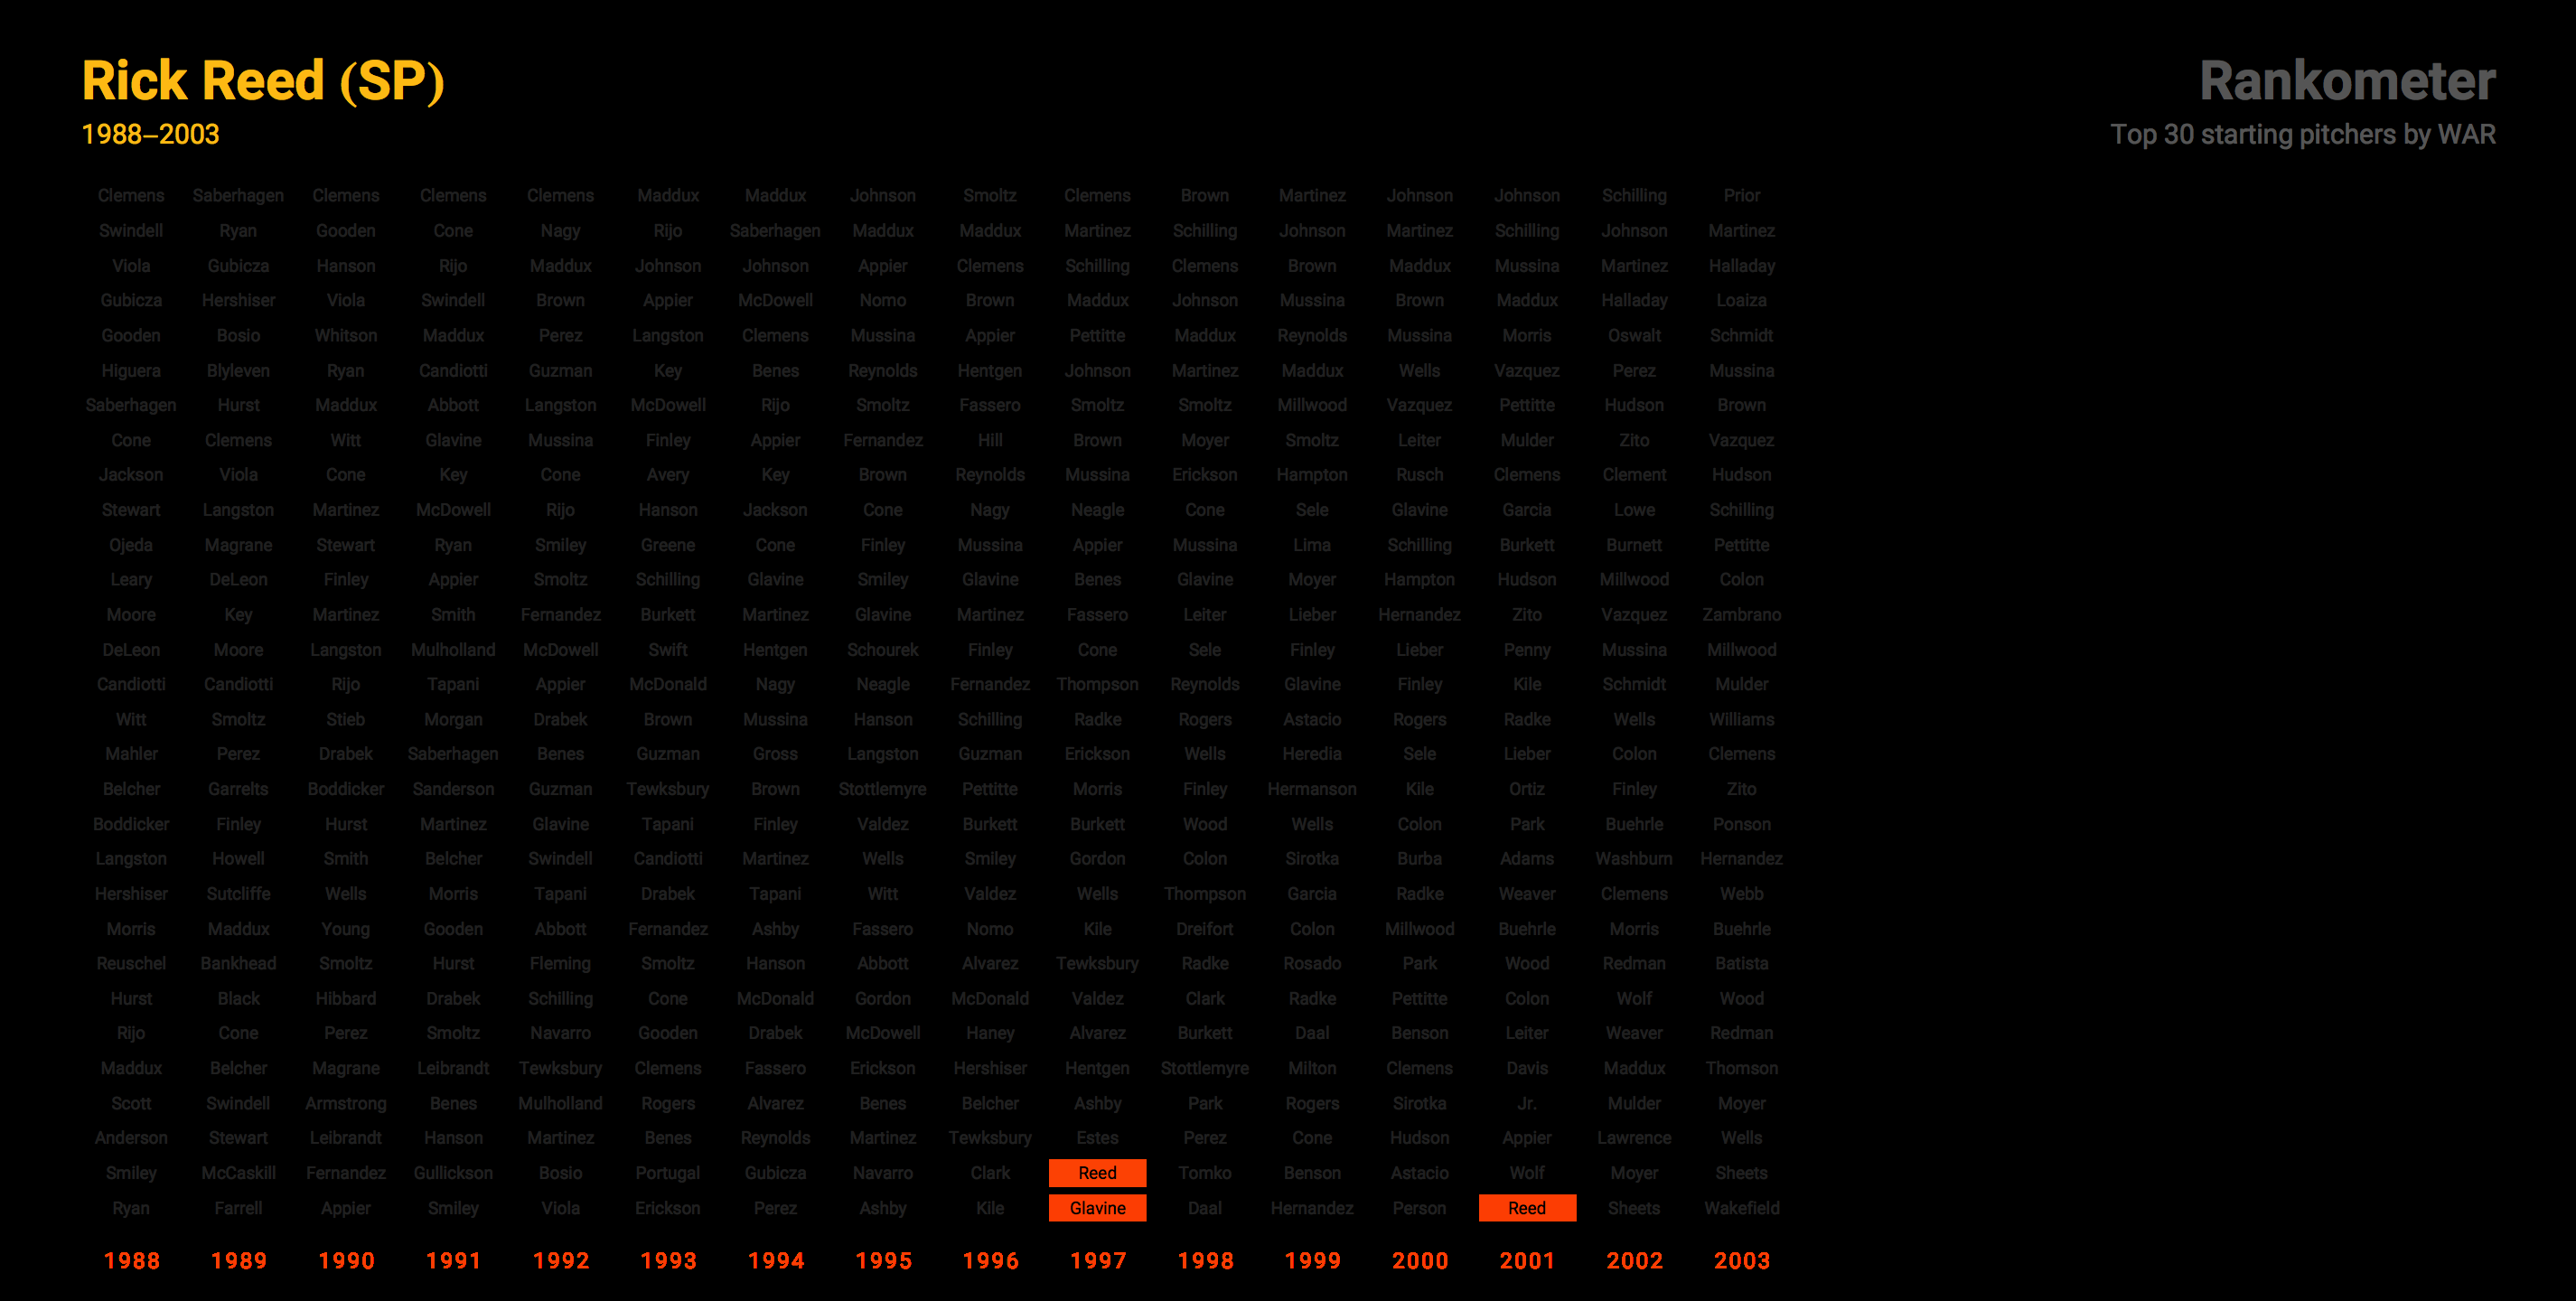 Rick Reed (SP)
1988–2003
Rankometer
Top 30 starting pitchers by WAR
Clemens Saberhagen Clemens Clemens Clemens Maddux Maddux Johnson Smoltz Clemens Brown Martinez Johnson Johnson Schilling Prior
Swindell Ryan Gooden Cone Nagy Rijo Saberhagen Maddux Maddux Martinez Schilling Johnson Martinez Schilling Johnson Martinez
Viola Gubicza Hanson Rijo Maddux Johnson Johnson Appier Clemens Schilling Clemens Brown Maddux Mussina Martinez Halladay
Gubicza Hershiser Viola Swindell Brown Appier McDowell Nomo Brown Maddux Johnson Mussina Brown Maddux Halladay Loaiza
Gooden Bosio Whitson Maddux Perez Langston Clemens Mussina Appier Pettitte Maddux Reynolds Mussina Morris Oswalt Schmidt
Higuera Blyleven Ryan Candiotti Guzman Key Benes Reynolds Hentgen Johnson Martinez Maddux Wells Vazquez Perez Mussina
Saberhagen Hurst Maddux Abbott Langston McDowell Rijo Smoltz Fassero Smoltz Smoltz Millwood Vazquez Pettitte Hudson Brown
Cone Clemens Witt Glavine Mussina Finley Appier Fernandez Hill Brown Moyer Smoltz Leiter Mulder Zito Vazquez
Jackson Viola Cone Key Cone Avery Key Brown Reynolds Mussina Erickson Hampton Rusch Clemens Clement Hudson
Stewart Langston Martinez McDowell Rijo Hanson Jackson Cone Nagy Neagle Cone Sele Glavine Garcia Lowe Schilling
Ojeda Magrane Stewart Ryan Smiley Greene Cone Finley Mussina Appier Mussina Lima Schilling Burkett Burnett Pettitte
Leary DeLeon Finley Appier Smoltz Schilling Glavine Smiley Glavine Benes Glavine Moyer Hampton Hudson Millwood Colon
Moore Key Martinez Smith Fernandez Burkett Martinez Glavine Martinez Fassero Leiter Lieber Hernandez Zito Vazquez Zambrano
DeLeon Moore Langston Mulholland McDowell Swift Hentgen Schourek Finley Cone Sele Finley Lieber Penny Mussina Millwood
Candiotti Candiotti Rijo Tapani Appier McDonald Nagy Neagle Fernandez Thompson Reynolds Glavine Finley Kile Schmidt Mulder
Witt Smoltz Stieb Morgan Drabek Brown Mussina Hanson Schilling Radke Rogers Astacio Rogers Radke Wells Williams
Mahler Perez Drabek Saberhagen Benes Guzman Gross Langston Guzman Erickson Wells Heredia Sele Lieber Colon Clemens
Belcher Garrelts Boddicker Sanderson Guzman Tewksbury Brown Stottlemyre Pettitte Morris Finley Hermanson Kile Ortiz Finley Zito
Boddicker Finley Hurst Martinez Glavine Tapani Finley Valdez Burkett Burkett Wood Wells Colon Park Buehrle Ponson
Langston Howell Smith Belcher Swindell Candiotti Martinez Wells Smiley Gordon Colon Sirotka Burba Adams Washburn Hernandez
Hershiser Sutcliffe Wells Morris Tapani Drabek Tapani Witt Valdez Wells Thompson Garcia Radke Weaver Clemens Webb
Morris Maddux Young Gooden Abbott Fernandez Ashby Fassero Nomo Kile Dreifort Colon Millwood Buehrle Morris Buehrle
Reuschel Bankhead Smoltz Hurst Fleming Smoltz Hanson Abbott Alvarez Tewksbury Radke Rosado Park Wood Redman Batista
Hurst Black Hibbard Drabek Schilling Cone McDonald Gordon McDonald Valdez Clark Radke Pettitte Colon Wolf Wood
Rijo Cone Perez Smoltz Navarro Gooden Drabek McDowell Haney Alvarez Burkett Daal Benson Leiter Weaver Redman
Maddux Belcher Magrane Leibrandt Tewksbury Clemens Fassero Erickson Hershiser Hentgen Stottlemyre Milton Clemens Davis Maddux Thomson
Scott Swindell Armstrong Benes Mulholland Rogers Alvarez Benes Belcher Ashby Park Rogers Sirotka Jr. Mulder Moyer
Anderson Stewart Leibrandt Hanson Martinez Benes Reynolds Martinez Tewksbury Estes Perez Cone Hudson Appier Lawrence Wells
Smiley McCaskill Fernandez Gullickson Bosio Portugal Gubicza Navarro Clark Reed Tomko Benson Astacio Wolf Moyer Sheets
Ryan Farrell Appier Smiley Viola Erickson Perez Ashby Kile Glavine Daal Hernandez Person Reed Sheets Wakefield
1988 1989 1990 1991 1992 1993 1994 1995 1996 1997 1998 1999 2000 2001 2002 2003